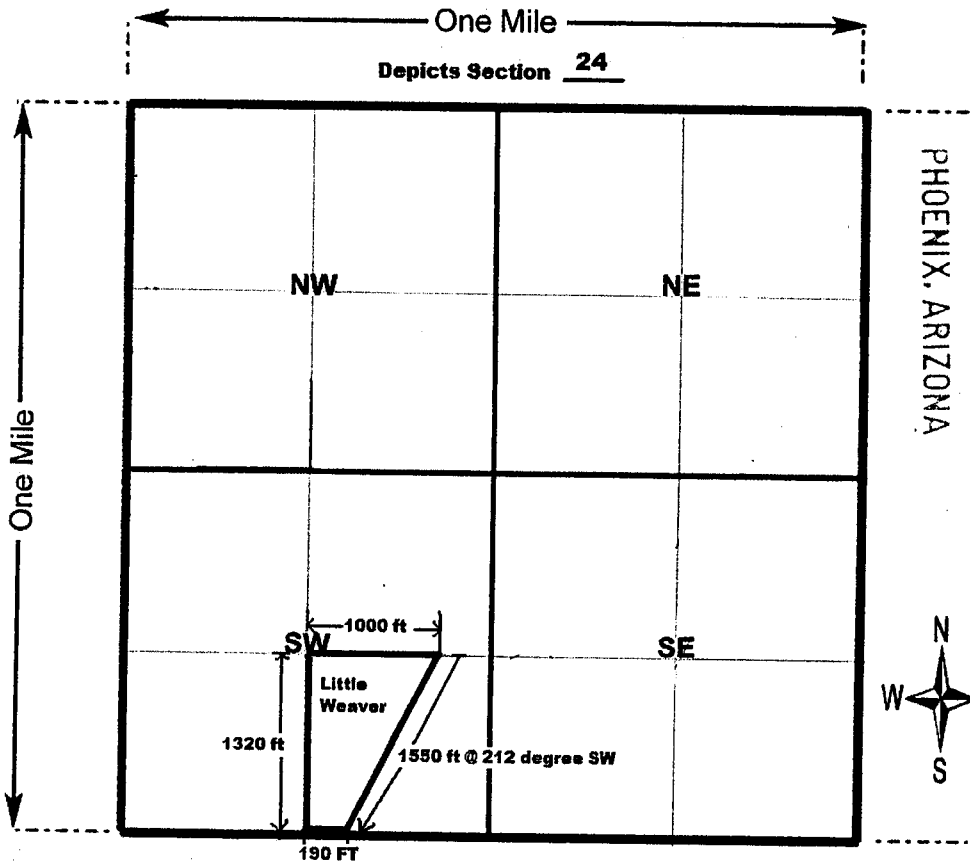 One Mile
Depicts Section 24
One Mile
PHOENIX, ARIZONA
NW
NE
SW
SE
1000 ft
Little
Weaver
1320 ft
1550 ft @ 212 degree SW
190 FT
N
W
S